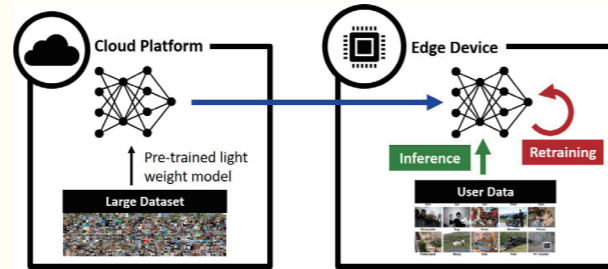 Cloud Platform
Edge Device
Pre-trained light
weight model
Inference
Retraining
Large Dataset
User Data